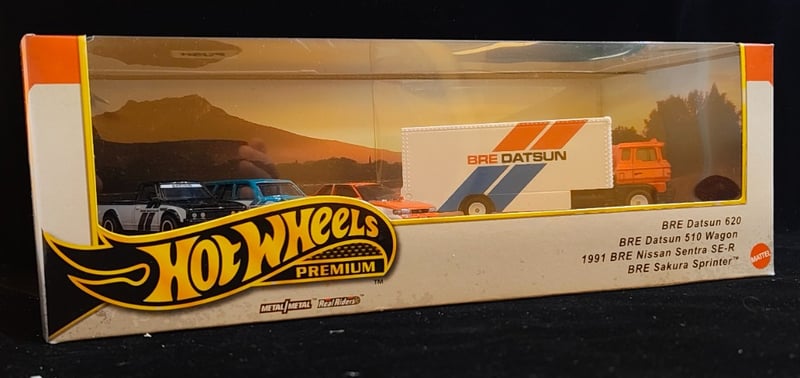 BRE DATSUN
HOT WHEELS
PREMIUM
TM
METAL/METAL Real Riders
BRE Datsun 620
BRE Datsun 510 Wagon
1991 BRE Nissan Sentra SE-R
BRE Sakura Sprinter™
MATTEL